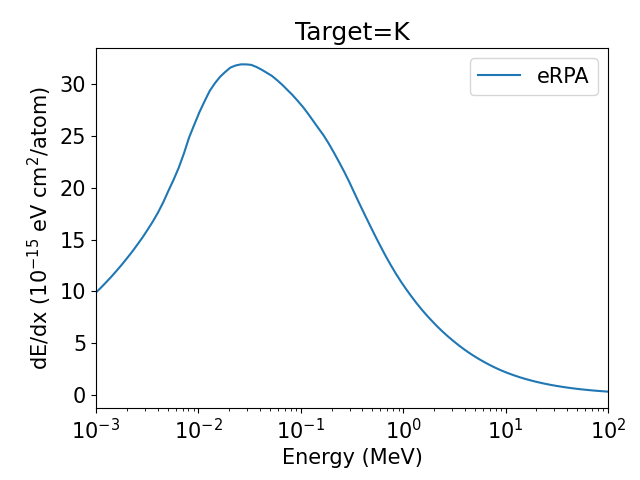 Target=K
eRPA
dE/dx (10⁻¹⁵ eV cm²/atom)
30
25
20
15
10
5
0
10⁻³ 10⁻² 10⁻¹ 10⁰ 10¹ 10²
Energy (MeV)